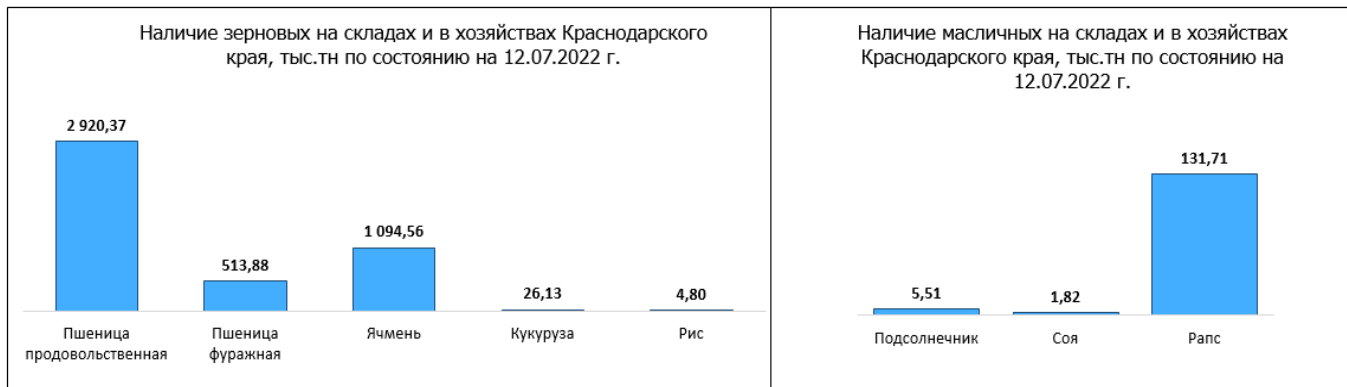 Наличие зерновых на складах и в хозяйствах Краснодарского
края, тыс.тн по состоянию на 12.07.2022 г.
2 920,37
513,88
1 094,56
26,13
4,80
Пшеница
продовольственная
Пшеница
фуражная
Ячмень
Кукуруза
Рис
Наличие масличных на складах и в хозяйствах
Краснодарского края, тыс.тн по состоянию на
12.07.2022 г.
5,51
1,82
131,71
Подсолнечник
Соя
Рапс